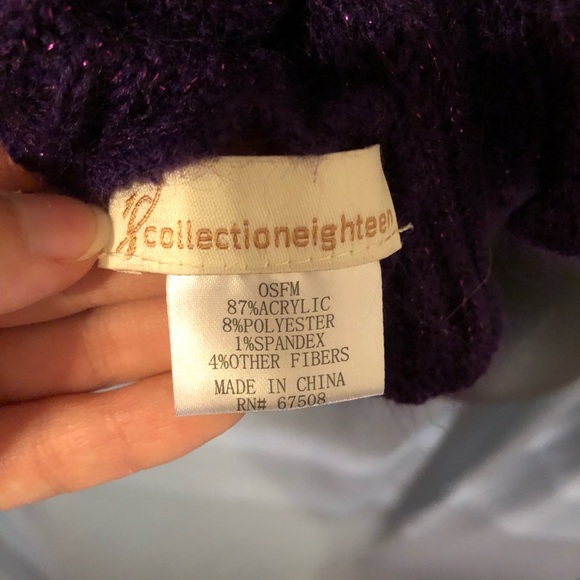 18
collectioneighteen
OSFM
87%ACRYLIC
8%POLYESTER
1%SPANDEX
4%OTHER FIBERS
MADE IN CHINA
RN# 67508